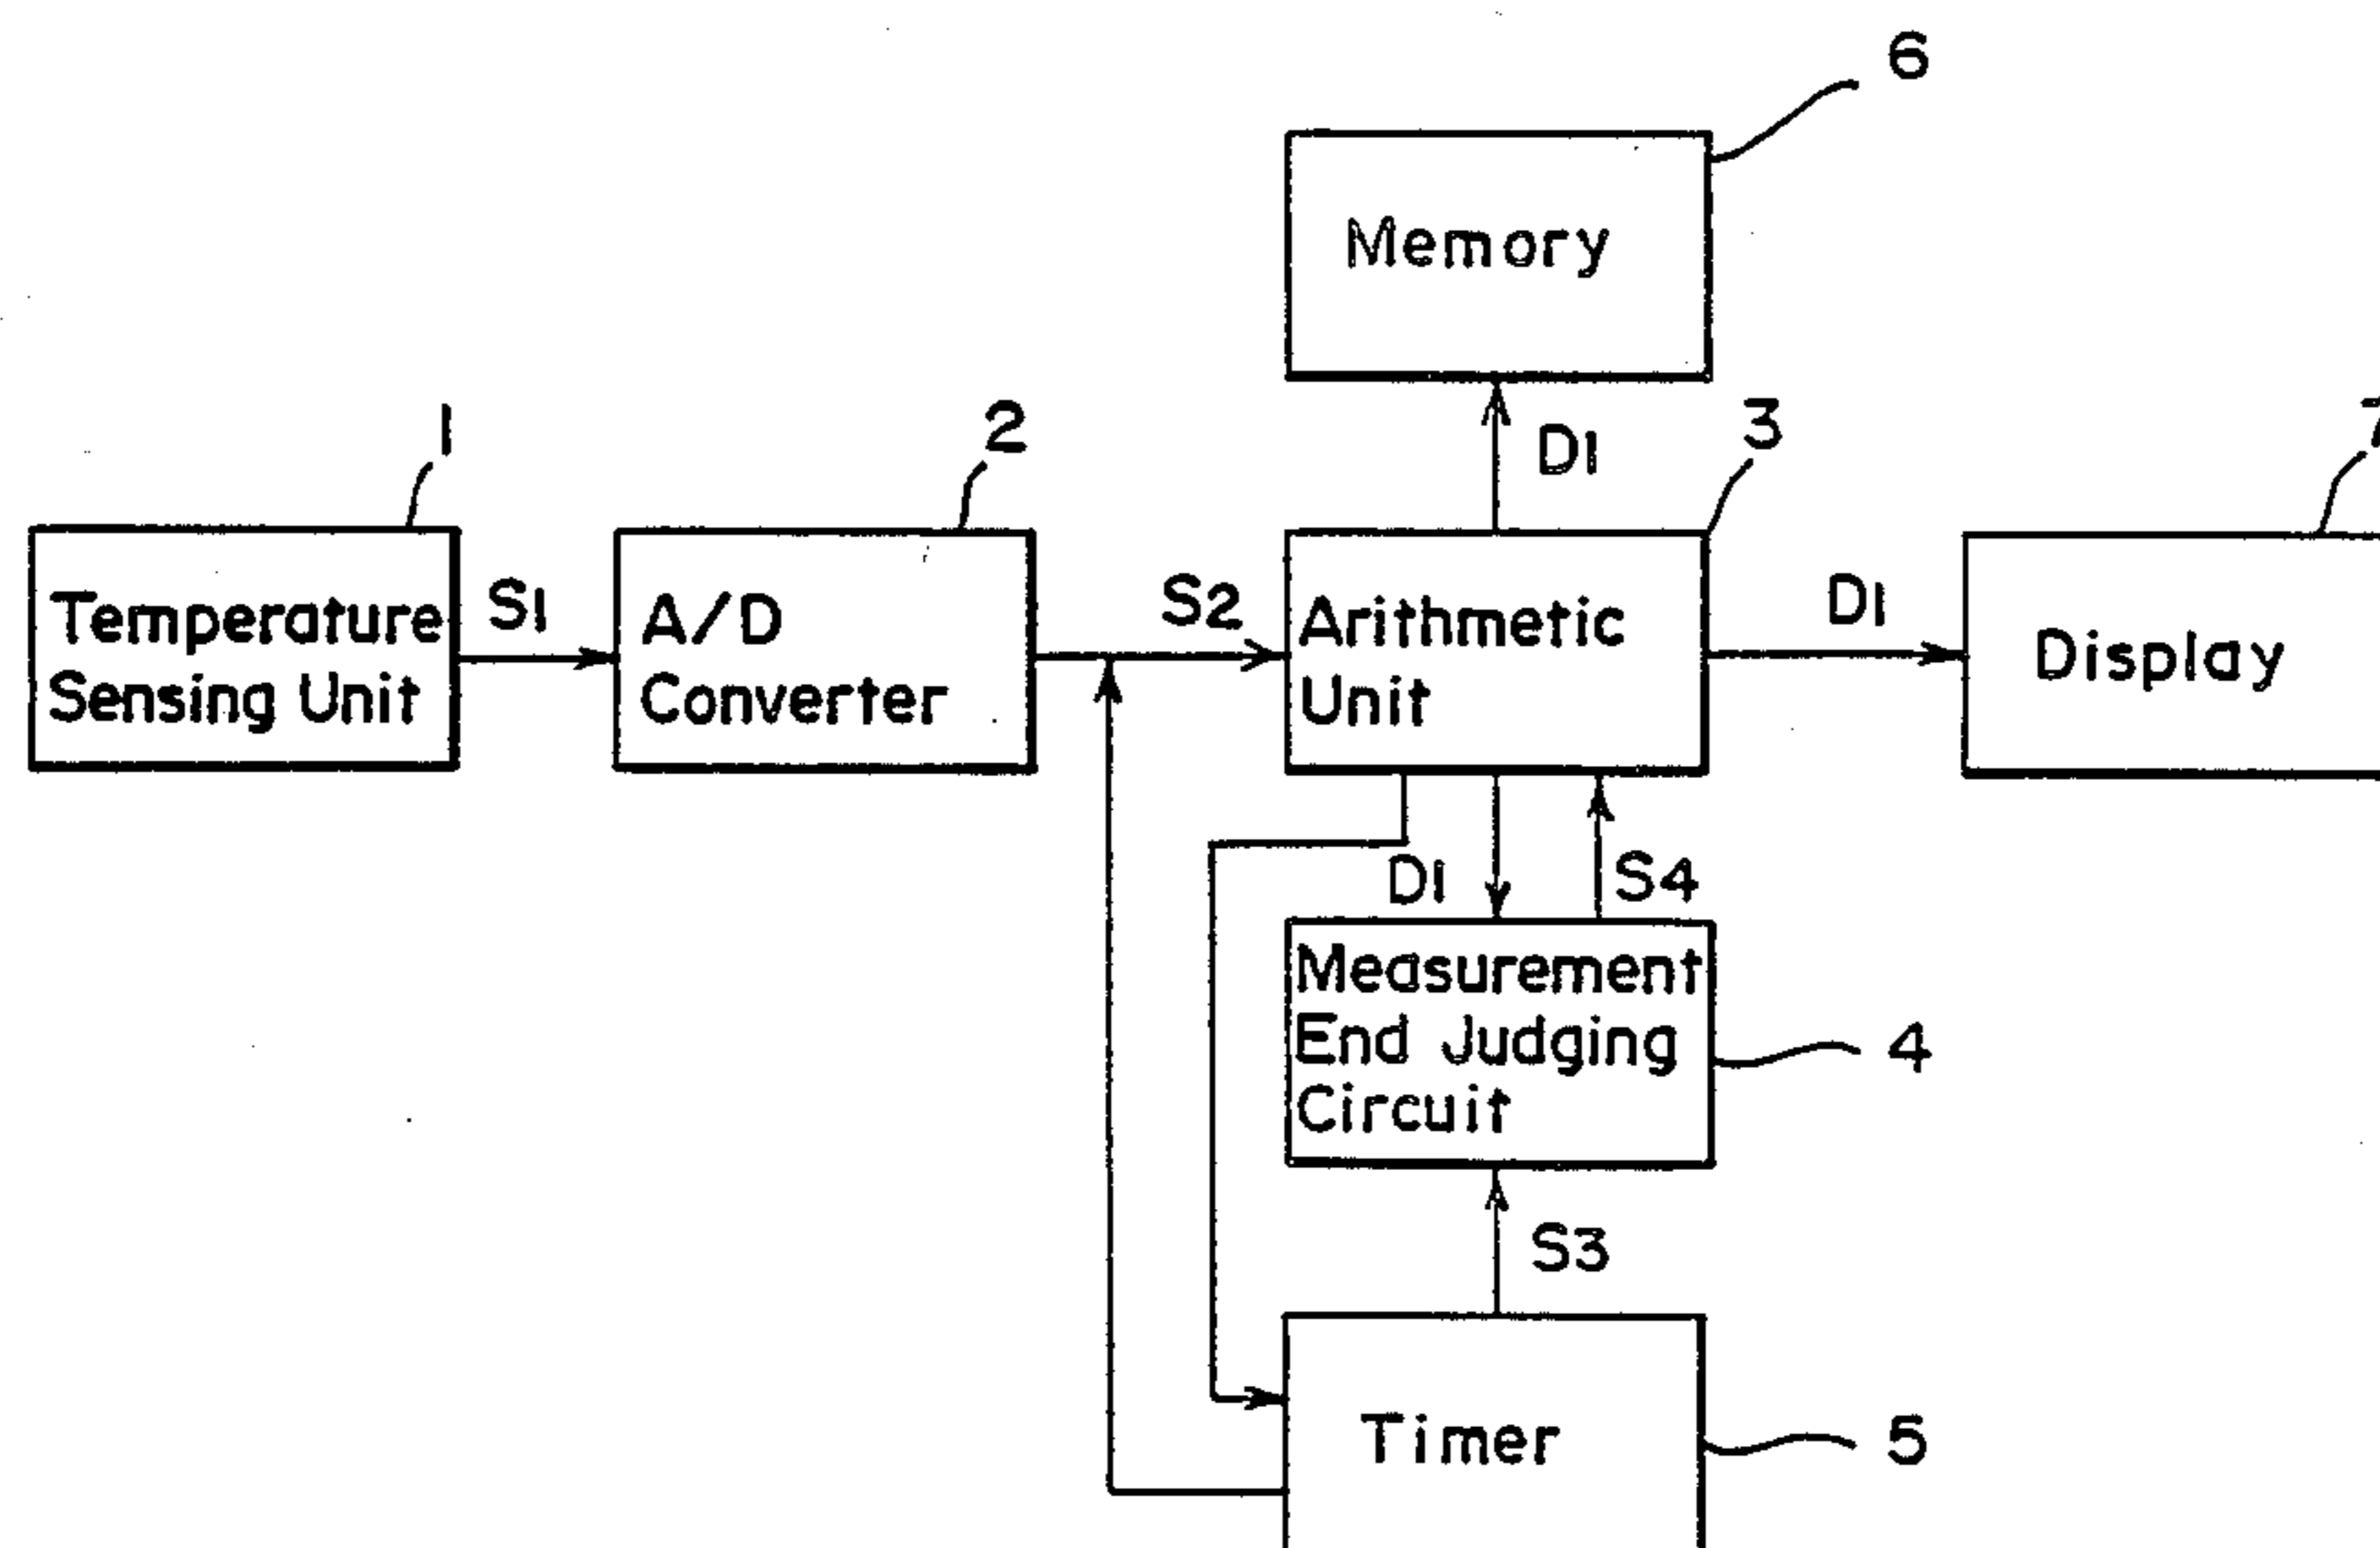 6
Memory
1
2
D1
3
7
Temperature
Sensing Unit
S1
A/D
Converter
S2
Arithmetic
Unit
D1
Display
D1
S4
Measurement
End Judging
Circuit
4
S3
Timer
5